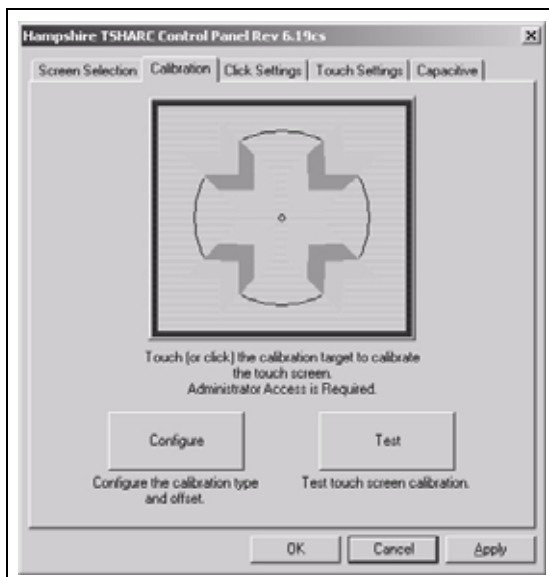 Hampshire TSHARC Control Panel Rev 6.19cs
Screen Selection Calibration Click Settings Touch Settings Capacitive
Touch (or click) the calibration target to calibrate
the touch screen.
Administrator Access is Required.
Configure Test
Configure the calibration type
and offset.
Test touch screen calibration.
OK Cancel Apply